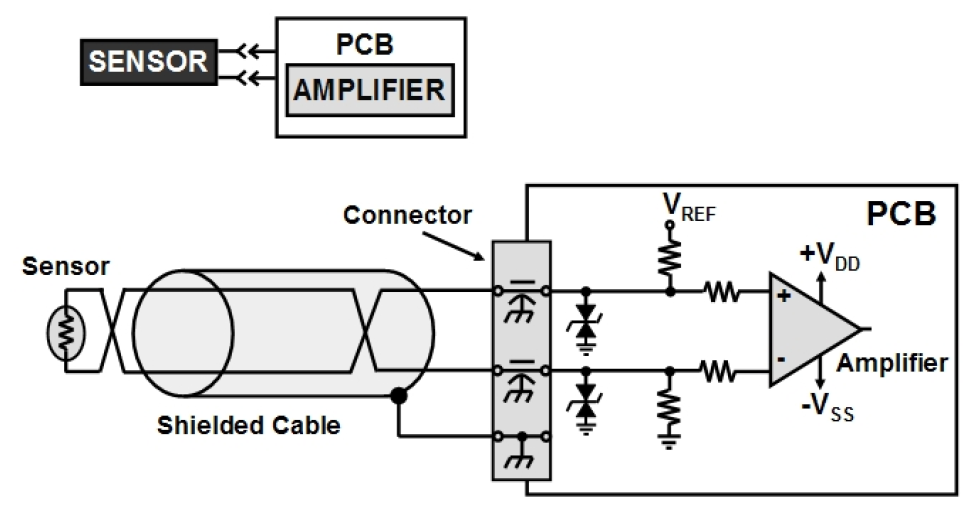 PCB
SENSOR
AMPLIFIER
Connector
VREF
PCB
+VDD
Sensor
+
-
Amplifier
-VSS
Shielded Cable